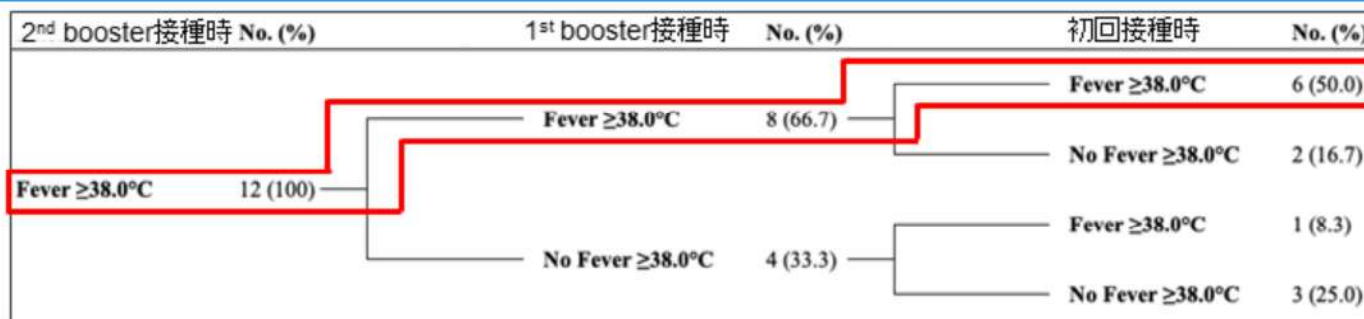 2nd booster接種時 No. (%) 1st booster接種時 No. (%) 初回接種時 No. (%)
Fever ≥38.0°C 6 (50.0)
Fever ≥38.0°C 8 (66.7)
No Fever ≥38.0°C 2 (16.7)
Fever ≥38.0°C 12 (100)
Fever ≥38.0°C 1 (8.3)
No Fever ≥38.0°C 4 (33.3)
No Fever ≥38.0°C 3 (25.0)